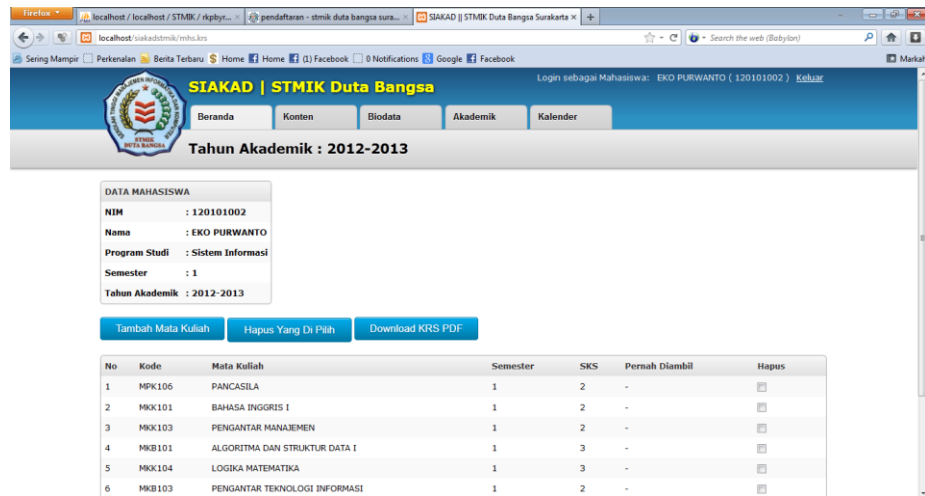 Firefox
localhost / localhost / STMIK / rkpbyr...
pendaftaran - stmik duta bangsa sura...
SIAKAD || STMIK Duta Bangsa Surakarta
localhost/siakadstmik/mhs.krs
Search the web (Babylon)
Sering Mampir Perkenalan Berita Terbaru Home Home (1) Facebook 0 Notifications Google Facebook Markah
Login sebagai Mahasiswa: EKO PURWANTO ( 120101002 ) Keluar
SIAKAD | STMIK Duta Bangsa
Beranda Konten Biodata Akademik Kalender
STMIK
DUTA BANGSA
Tahun Akademik : 2012-2013
DATA MAHASISWA
NIM : 120101002
Nama : EKO PURWANTO
Program Studi : Sistem Informasi
Semester : 1
Tahun Akademik : 2012-2013
Tambah Mata Kuliah Hapus Yang Di Pilih Download KRS PDF
No Kode Mata Kuliah Semester SKS Pernah Diambil Hapus
1 MPK106 PANCASILA 1 2 -
2 MKK101 BAHASA INGGRIS I 1 2 -
3 MKK103 PENGANTAR MANAJEMEN 1 2 -
4 MKB101 ALGORITMA DAN STRUKTUR DATA I 1 3 -
5 MKK104 LOGIKA MATEMATIKA 1 3 -
6 MKB103 PENGANTAR TEKNOLOGI INFORMASI 1 2 -